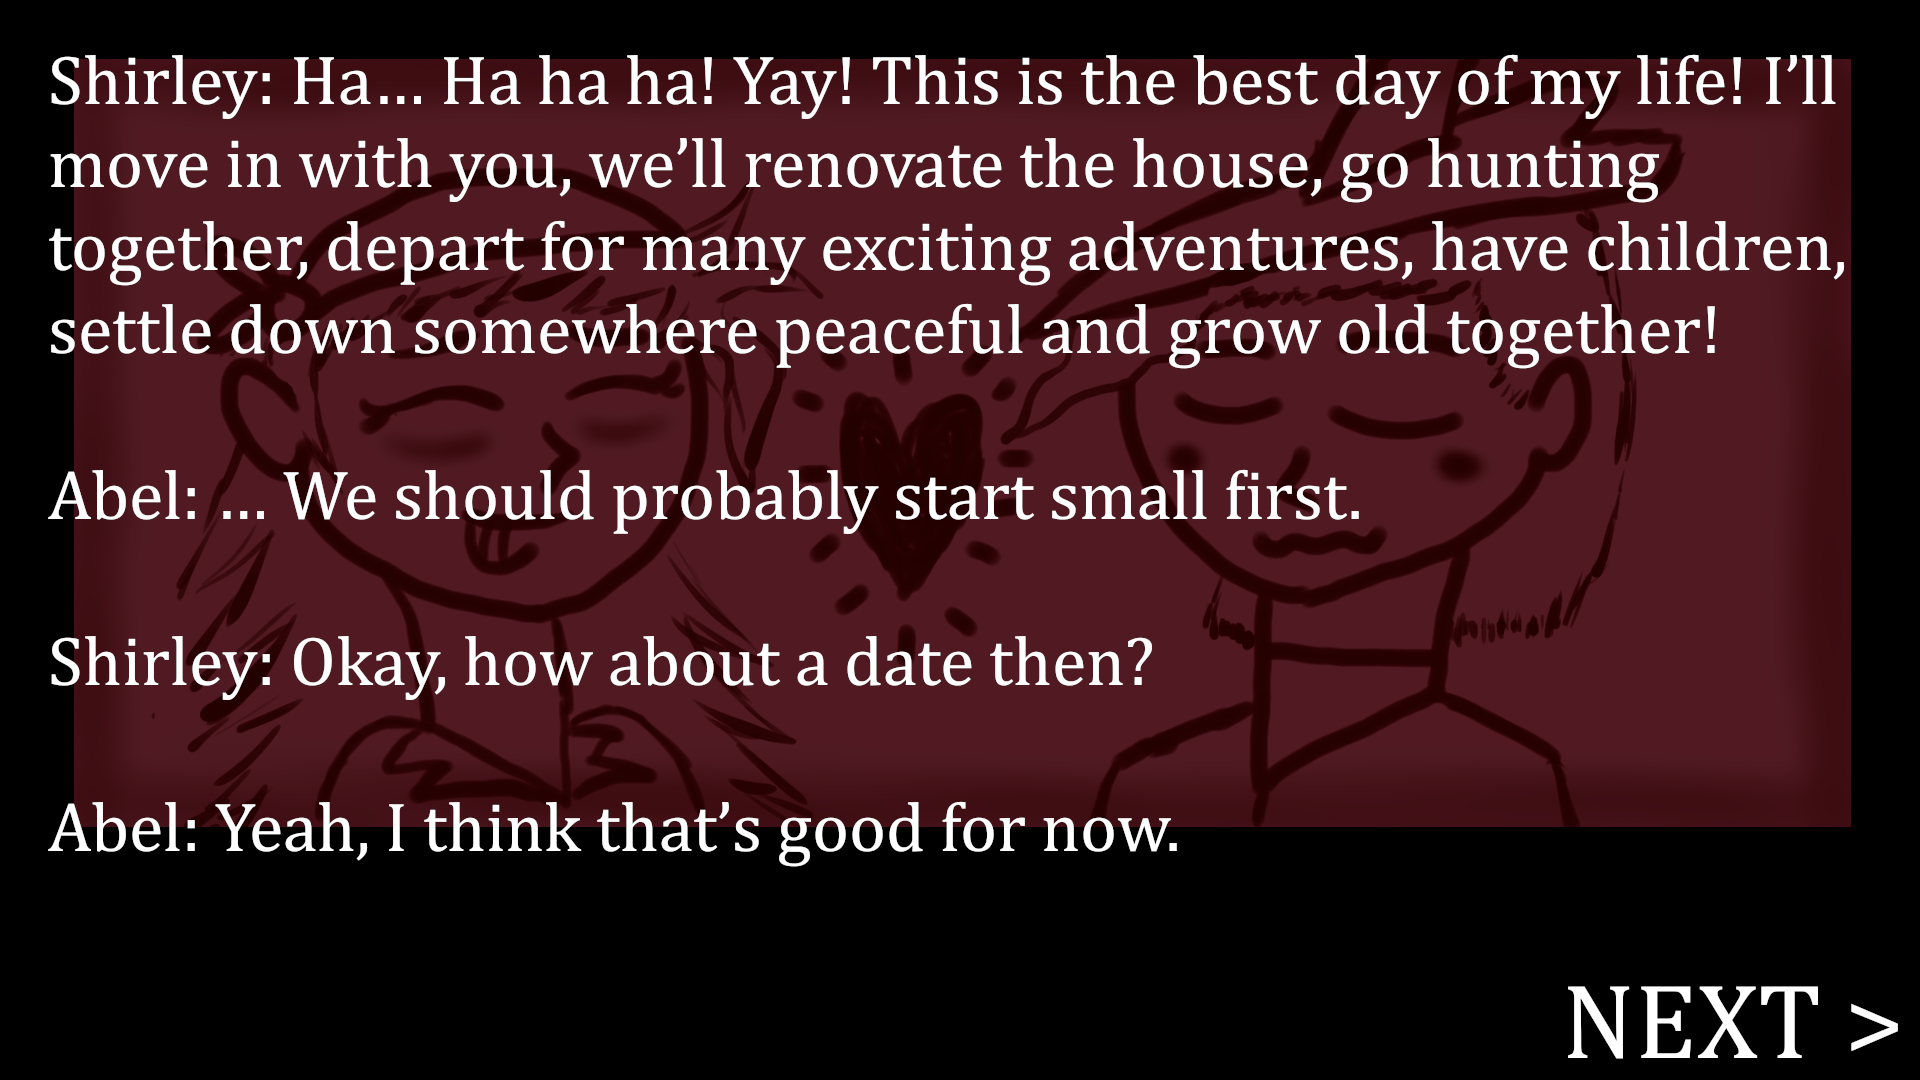 Shirley: Ha… Ha ha ha! Yay! This is the best day of my life! I’ll
move in with you, we’ll renovate the house, go hunting
together, depart for many exciting adventures, have children,
settle down somewhere peaceful and grow old together!
Abel: … We should probably start small first.
Shirley: Okay, how about a date then?
Abel: Yeah, I think that’s good for now.
NEXT >